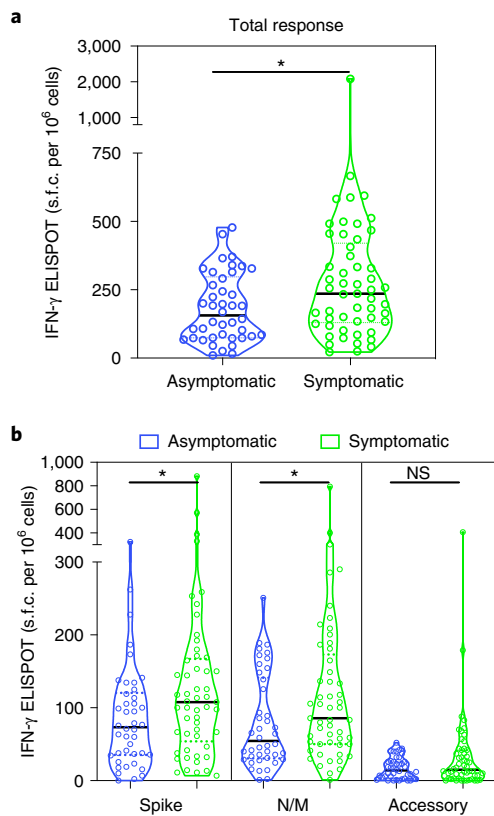 a
Total response
3,000
2,000
1,000
750
500
250
0
*
IFN-γ ELISPOT (s.f.c. per 10⁶ cells)
Asymptomatic Symptomatic
b
Asymptomatic Symptomatic
1,000
800
600
400
300
200
100
0
* * NS
IFN-γ ELISPOT (s.f.c. per 10⁶ cells)
Spike N/M Accessory